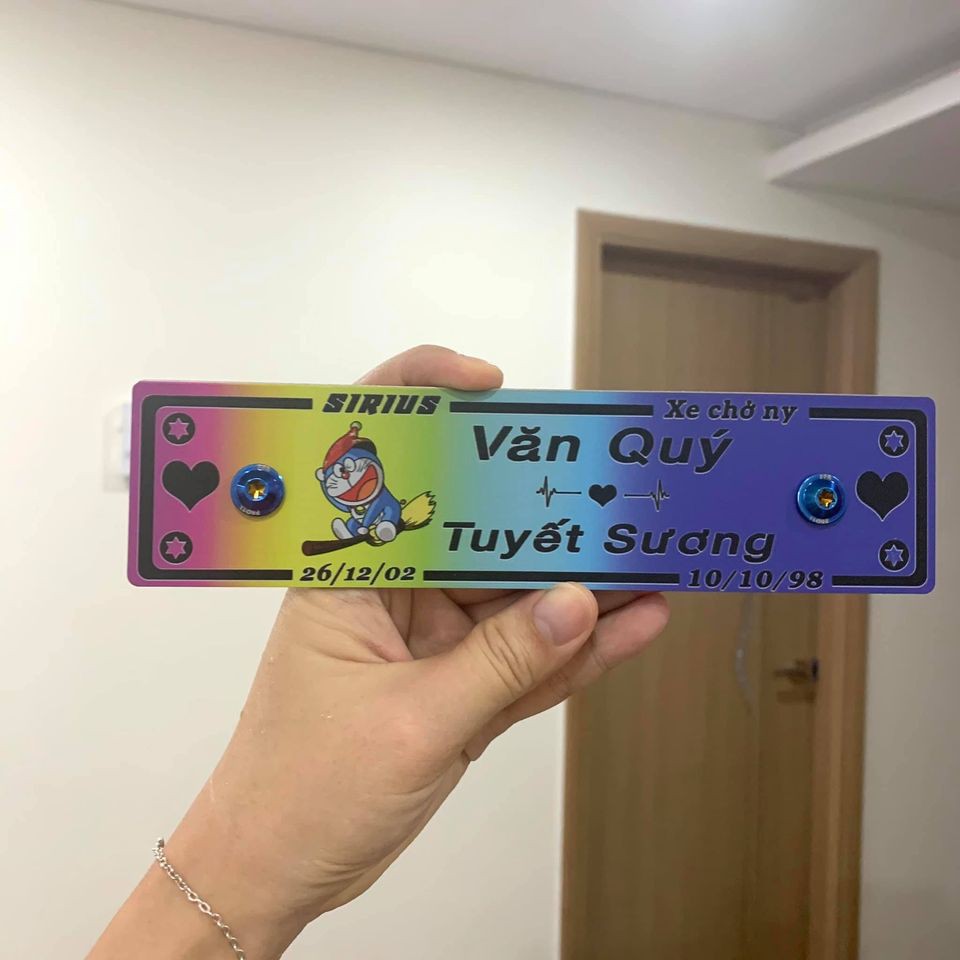 SIRIUS
Xe chở ny
Văn Quý
Tuyết Sương
26/12/02
10/10/98